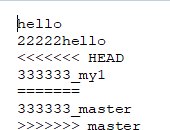 hello
22222hello
<<<<<<< HEAD
333333_my1
=======
333333_master
>>>>>>> master